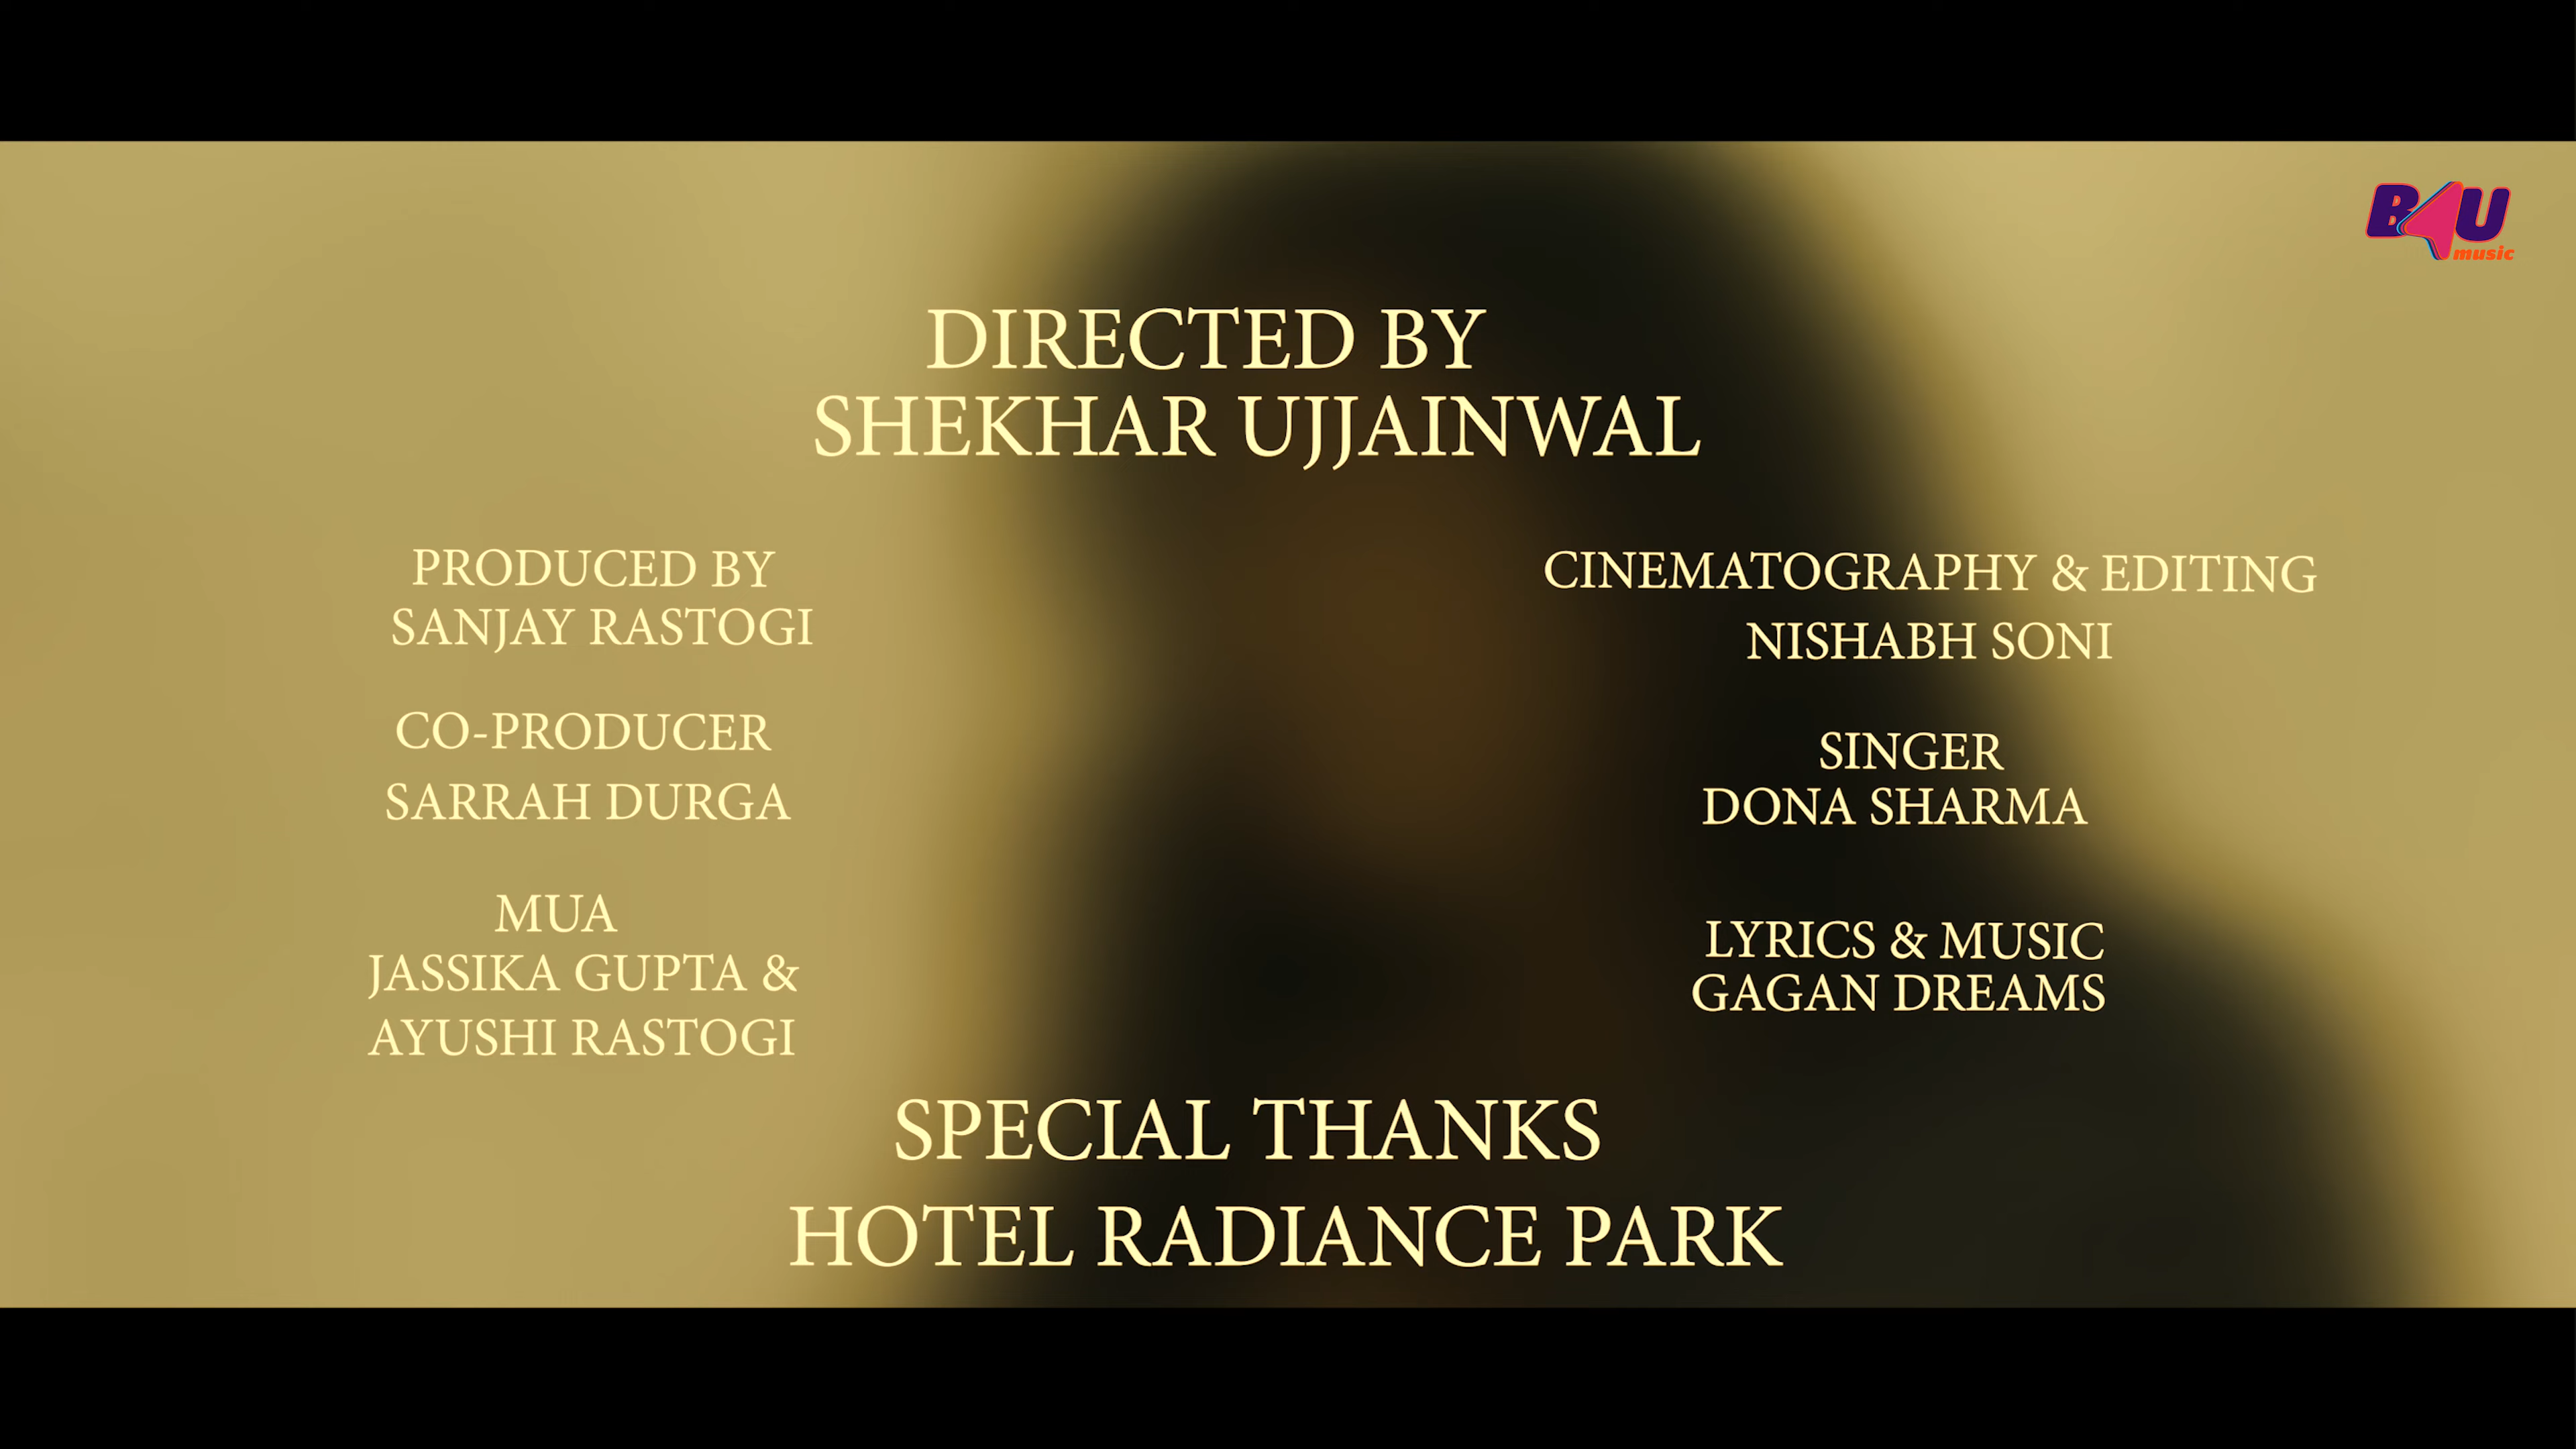 B4U
music
DIRECTED BY
SHEKHAR UJJAINWAL
PRODUCED BY
SANJAY RASTOGI
CO-PRODUCER
SARRAH DURGA
MUA
JASSIKA GUPTA &
AYUSHI RASTOGI
CINEMATOGRAPHY & EDITING
NISHABH SONI
SINGER
DONA SHARMA
LYRICS & MUSIC
GAGAN DREAMS
SPECIAL THANKS
HOTEL RADIANCE PARK